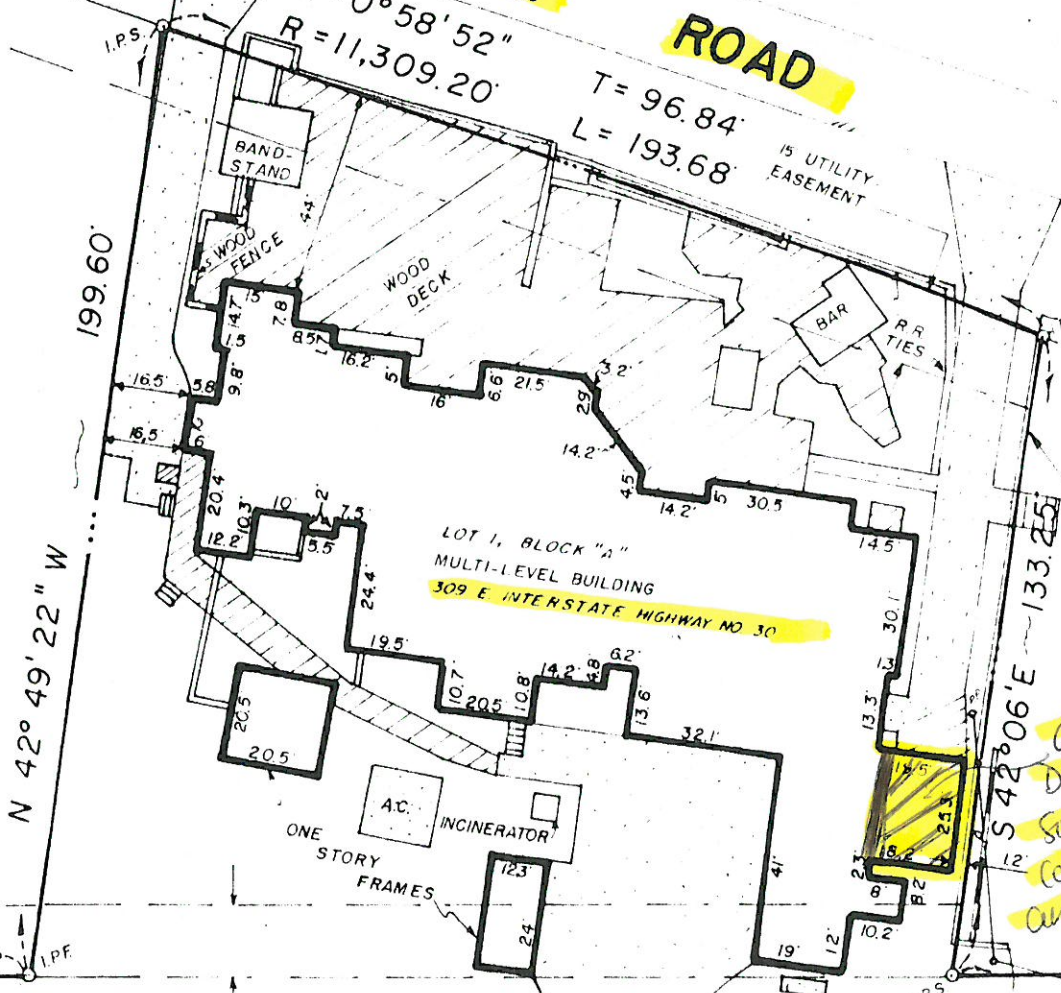 ROAD
0°58'52"
R = 11,309.20'
T = 96.84'
L = 193.68'
15 UTILITY
EASEMENT
I.P.S.
BAND-
STAND
WOOD
FENCE
44'
WOOD
DECK
BAR
R.R.
TIES
199.60'
N 42° 49' 22" W
15'
14.7'
7.8
1.5
8.5
1.7
16.2'
5'
16'
6.6'
21.5'
3.2'
29'
14.2'
4.5'
14.2'
5'
30.5'
14.5'
9.8'
5.8'
16.5'
16.5'
20.4
12.2'
10.3'
10'
2'
5.5'
7.5'
24.4'
LOT 1, BLOCK "A"
MULTI-LEVEL BUILDING
309 E. INTERSTATE HIGHWAY NO. 30
30.1'
1.3'
13.3'
19.5'
10.7'
20.5'
10.8'
14.2'
4.8'
6.2'
13.6'
32.1'
20.5'
20.5'
A.C.
INCINERATOR
ONE
STORY
FRAMES
12.3'
24'
41'
19'
12'
10.2'
8'
8.2
2.3'
25.3'
1.2'
S 42° 06' E - 133.25'
P.P.
I.P.F.